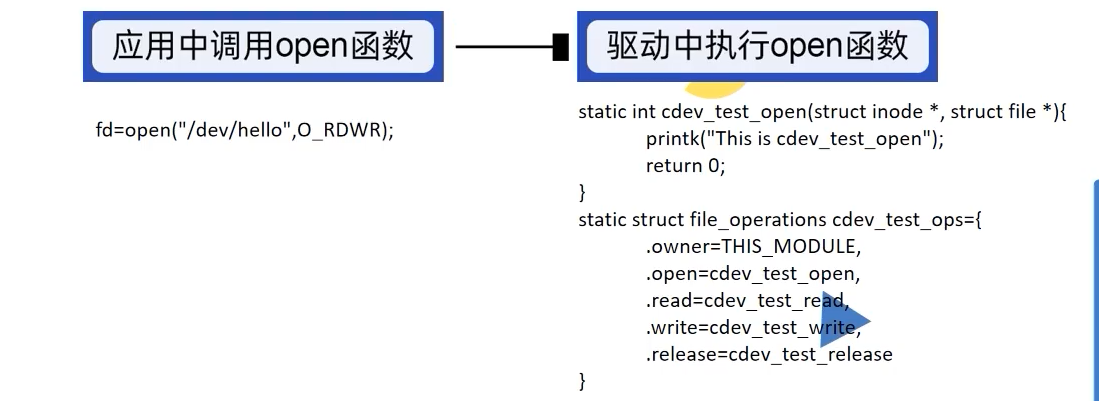 应用中调用open函数
驱动中执行open函数
fd=open("/dev/hello",O_RDWR);
static int cdev_test_open(struct inode *, struct file *){
printk("This is cdev_test_open");
return 0;
}
static struct file_operations cdev_test_ops={
.owner=THIS_MODULE,
.open=cdev_test_open,
.read=cdev_test_read,
.write=cdev_test_write,
.release=cdev_test_release
}